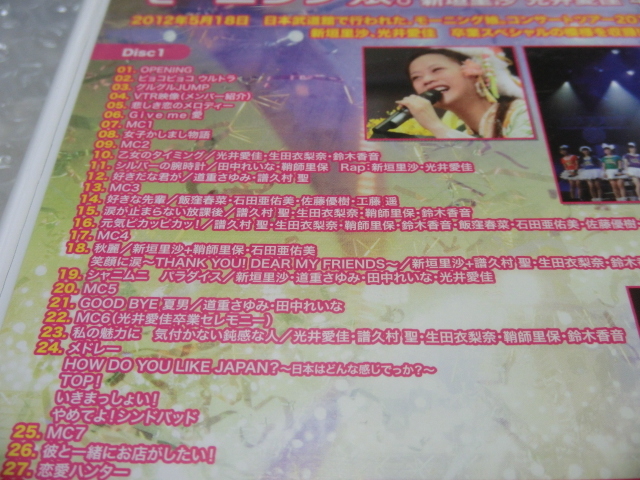 モーニング娘。新垣里沙 光井愛佳
2012年5月18日 日本武道館で行われた、モーニング娘。コンサートツアー20
新垣里沙、光井愛佳 卒業スペシャルの模様を収
Disc1
01. OPENING
02. ピョコピョコ ウルトラ
03. グルグルJUMP
04. VTR映像(メンバー紹介)
05. 悲しき恋のメロディー
06. Give me 愛
07. MC1
08. 女子かしまし物語
09. MC2
10. 乙女のタイミング／光井愛佳・生田衣梨奈・鈴木香音
11. シルバーの腕時計／田中れいな、新垣里沙 Rap:新垣里沙・光井愛佳
12. 好きだな君が／道重さゆみ・譜久村 聖
13. MC3
14. 好きな先輩／飯窪春菜・石田亜佑美・佐藤優樹・工藤 遥
15. 涙が止まらない放課後／譜久村 聖・生田衣梨奈・鞘師里保・鈴木香音
16. 元気ピカッピカッ!／譜久村 聖・生田衣梨奈・鞘師里保・鈴木香音・飯窪春菜・石田亜佑美・佐藤優樹・
17. MC4
18. 秋麗／新垣里沙+鞘師里保・石田亜佑美
笑顔に涙～THANK YOU! DEAR MY FRIENDS～／新垣里沙+譜久村 聖・生田衣梨奈・飯
19. シャニムニ パラダイス／新垣里沙・道重さゆみ・田中れいな・光井愛佳
20. MC5
21. GOOD BYE 夏男／道重さゆみ・田中れいな
22. MC6(光井愛佳卒業セレモニー)
23. 私の魅力に 気付かない鈍感な人／光井愛佳・譜久村 聖・生田衣梨奈・鞘師里保・鈴木香音
24. メドレー
HOW DO YOU LIKE JAPAN?～日本はどんな感じでっか?～
TOP!
いきまっしょい!
やめてよ!シンドバッド
25. MC7
26. 彼と一緒にお店がしたい!
27. 恋愛ハンター